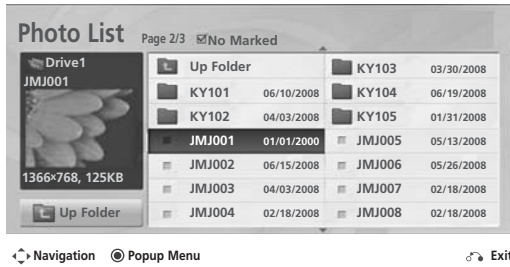 Photo List Page 2/3 No Marked
Drive1
JMJ001
1366×768, 125KB
Up Folder
Up Folder
KY101 06/10/2008
KY102 04/03/2008
JMJ001 01/01/2000
JMJ002 06/15/2008
JMJ003 04/03/2008
JMJ004 02/18/2008
KY103 03/30/2008
KY104 06/19/2008
KY105 01/31/2008
JMJ005 05/13/2008
JMJ006 05/26/2008
JMJ007 02/18/2008
JMJ008 02/18/2008
Navigation Popup Menu Exit